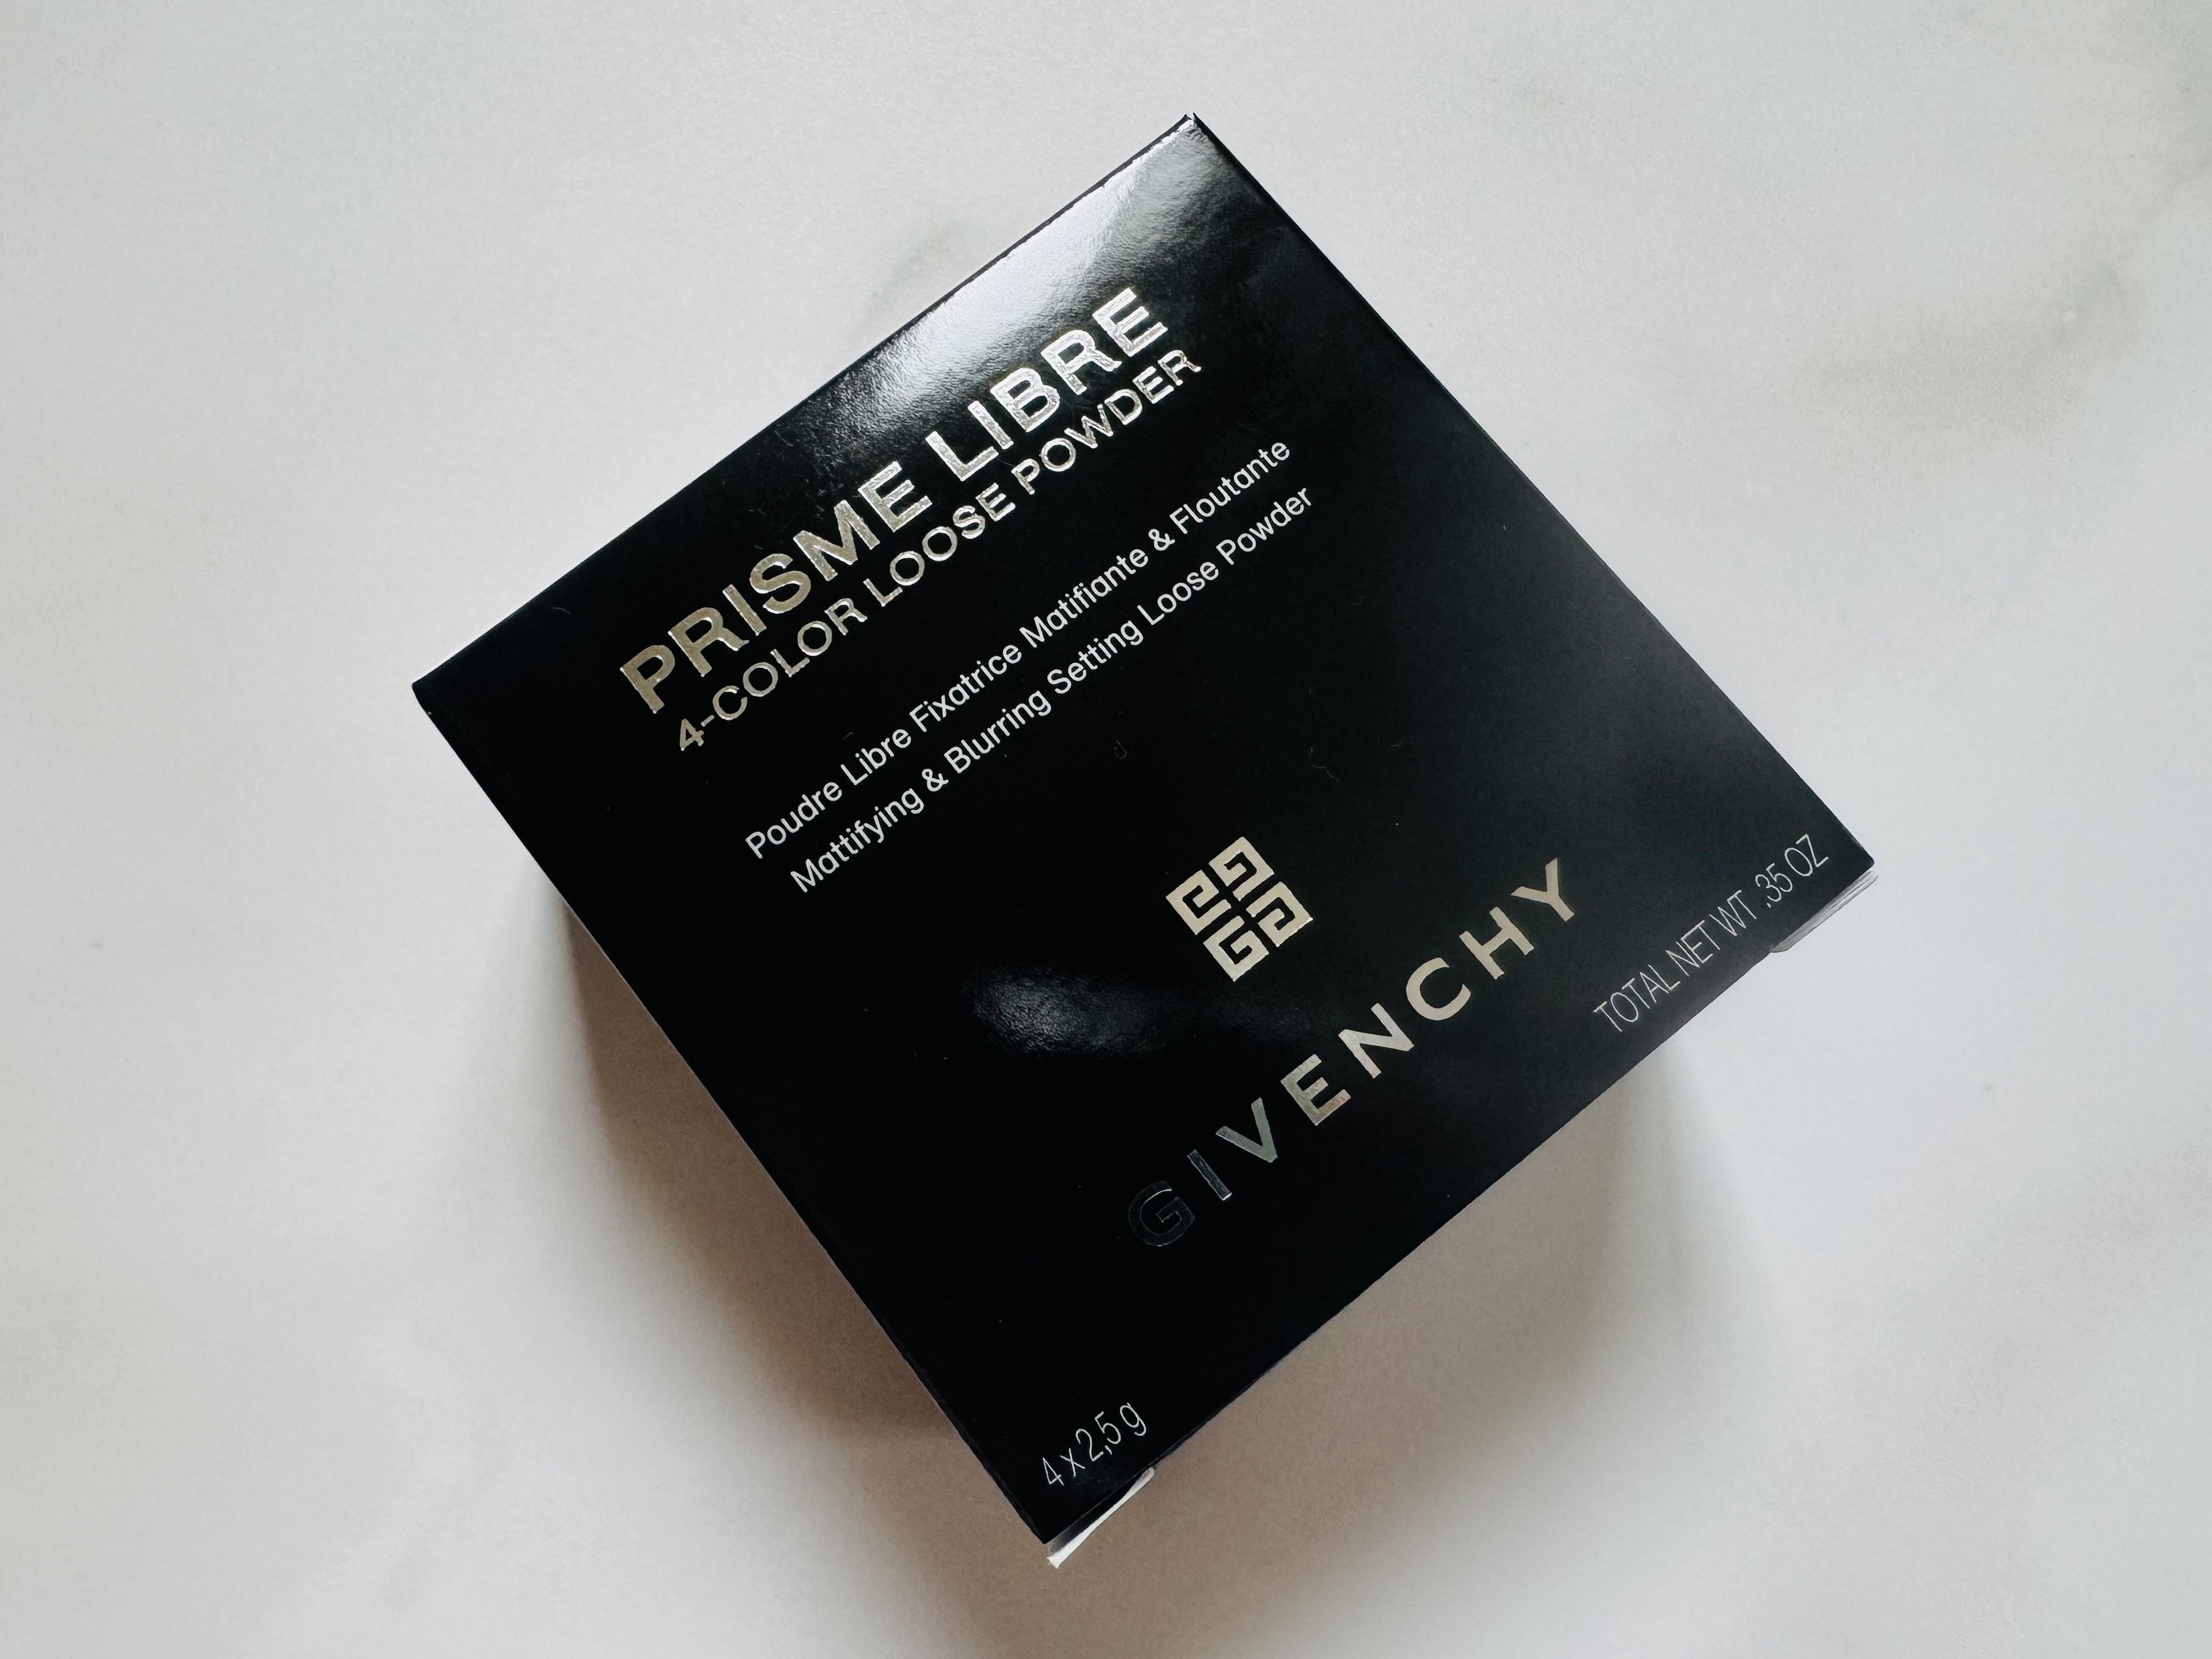 PRISME LIBRE
4-COLOR LOOSE POWDER
Poudre Libre Fixatrice Matifiante & Floutante
Mattifying & Blurring Setting Loose Powder
GIVENCHY
4 x 2,5 g
TOTAL NET WT .35 OZ